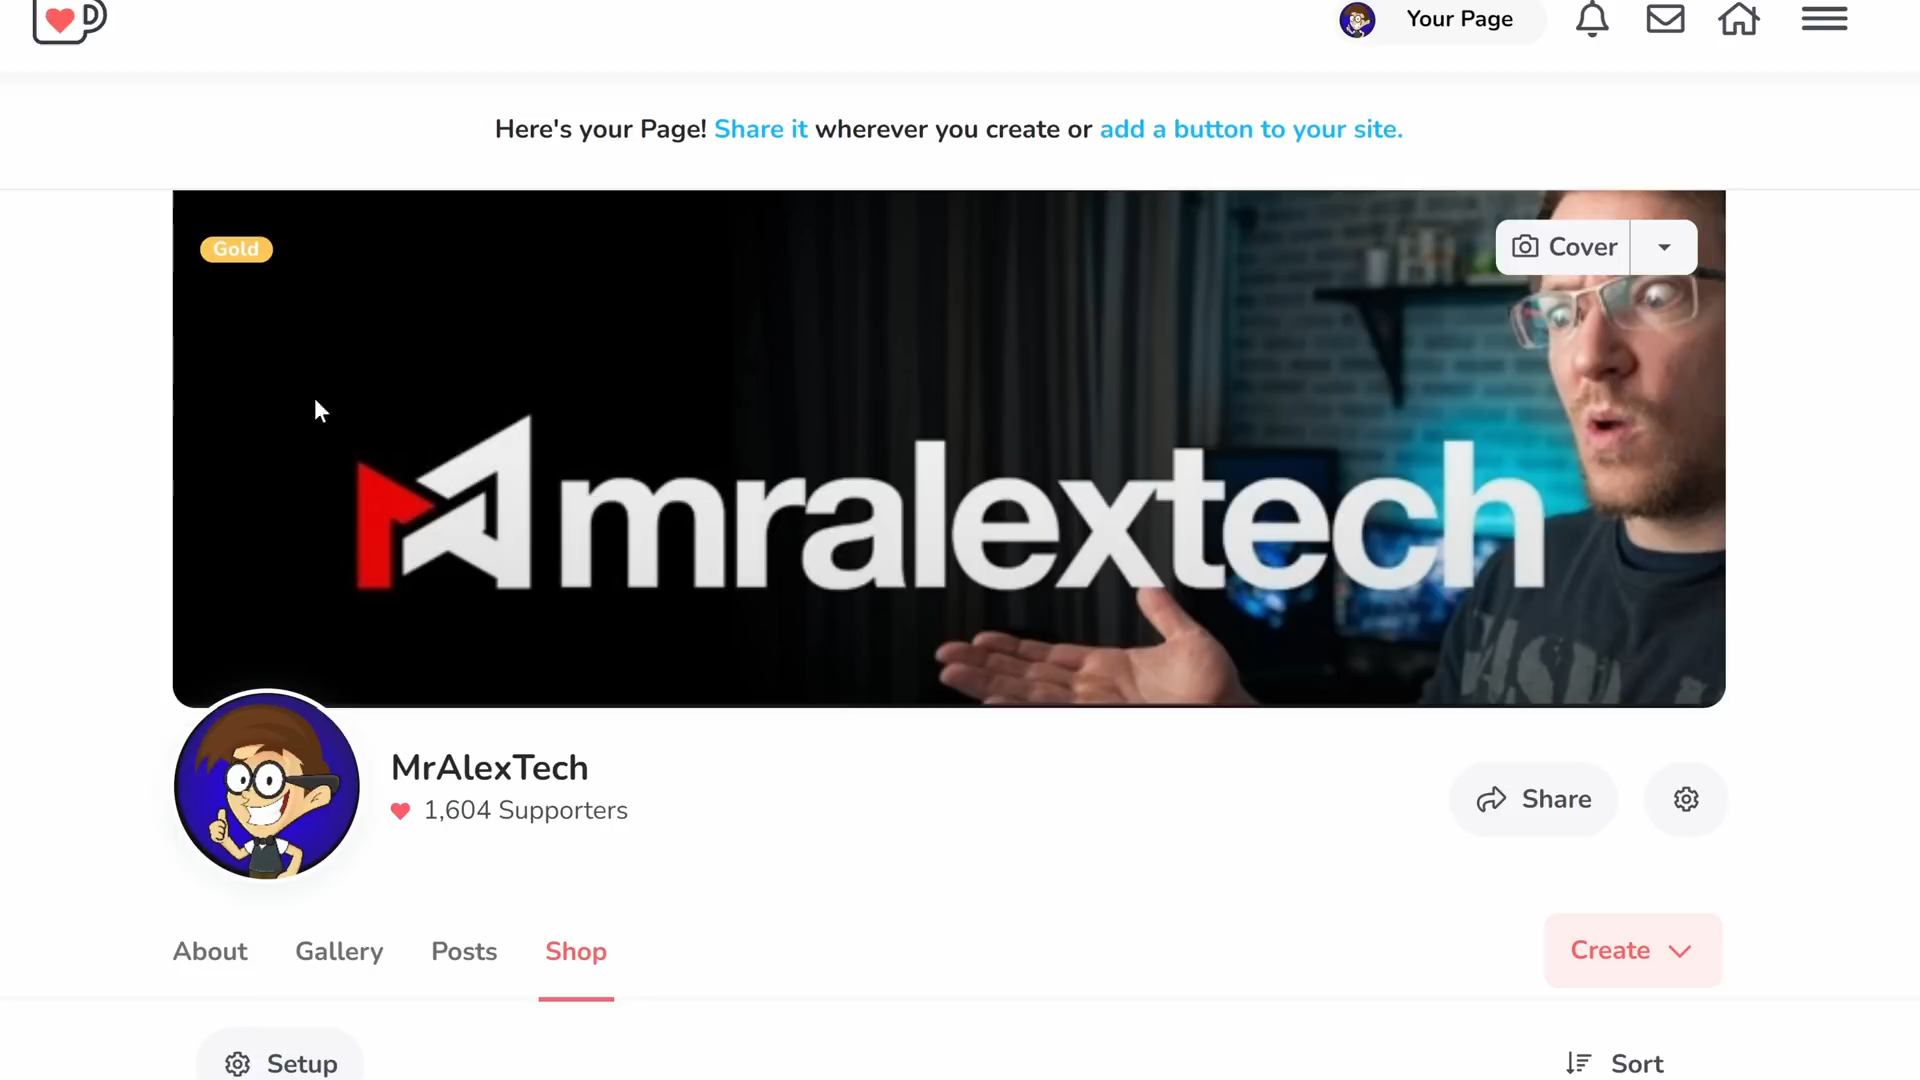 Your Page
Here's your Page! Share it wherever you create or add a button to your site.
Gold
Cover
mralextech
MrAlexTech
1,604 Supporters
Share
About Gallery Posts Shop
Create
Setup
Sort